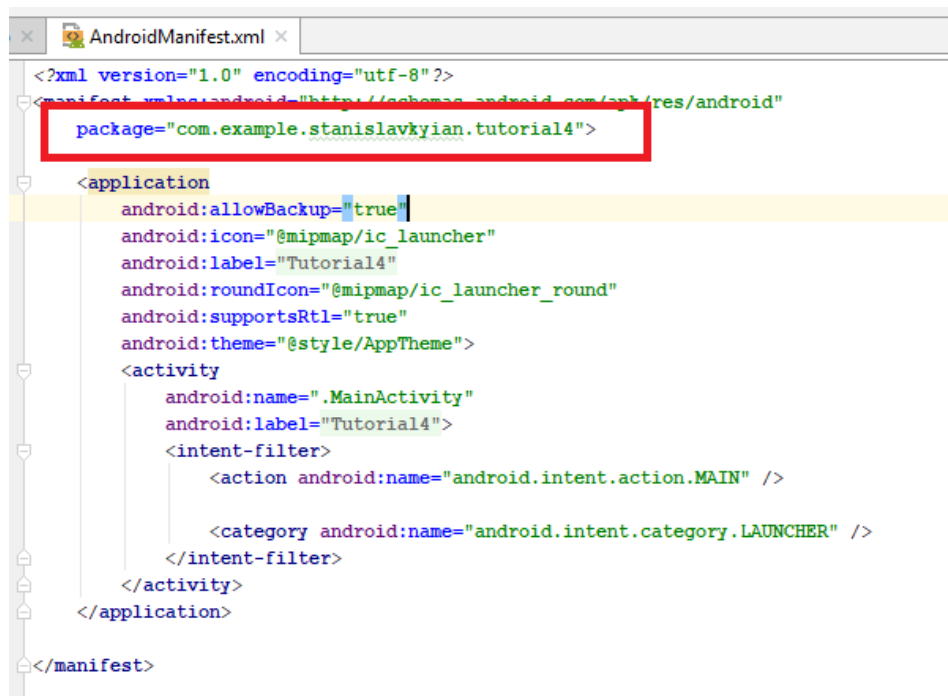 AndroidManifest.xml
<?xml version="1.0" encoding="utf-8"?>
<manifest xmlns:android="http://schemas.android.com/apk/res/android"
package="com.example.stanislavkyian.tutorial4">
<application
android:allowBackup="true"
android:icon="@mipmap/ic_launcher"
android:label="Tutorial4"
android:roundIcon="@mipmap/ic_launcher_round"
android:supportsRtl="true"
android:theme="@style/AppTheme">
<activity
android:name=".MainActivity"
android:label="Tutorial4">
<intent-filter>
<action android:name="android.intent.action.MAIN" />
<category android:name="android.intent.category.LAUNCHER" />
</intent-filter>
</activity>
</application>
</manifest>